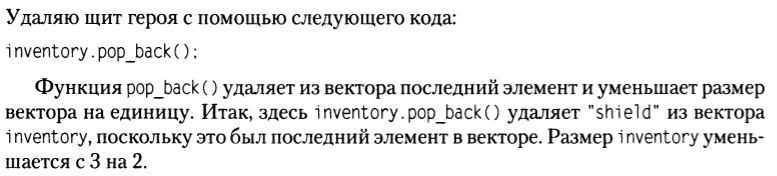 Удаляю щит героя с помощью следующего кода:
inventory.pop_back();
Функция pop_back() удаляет из вектора последний элемент и уменьшает размер
вектора на единицу. Итак, здесь inventory.pop_back() удаляет "shield" из вектора
inventory, поскольку это был последний элемент в векторе. Размер inventory умень-
шается с 3 на 2.